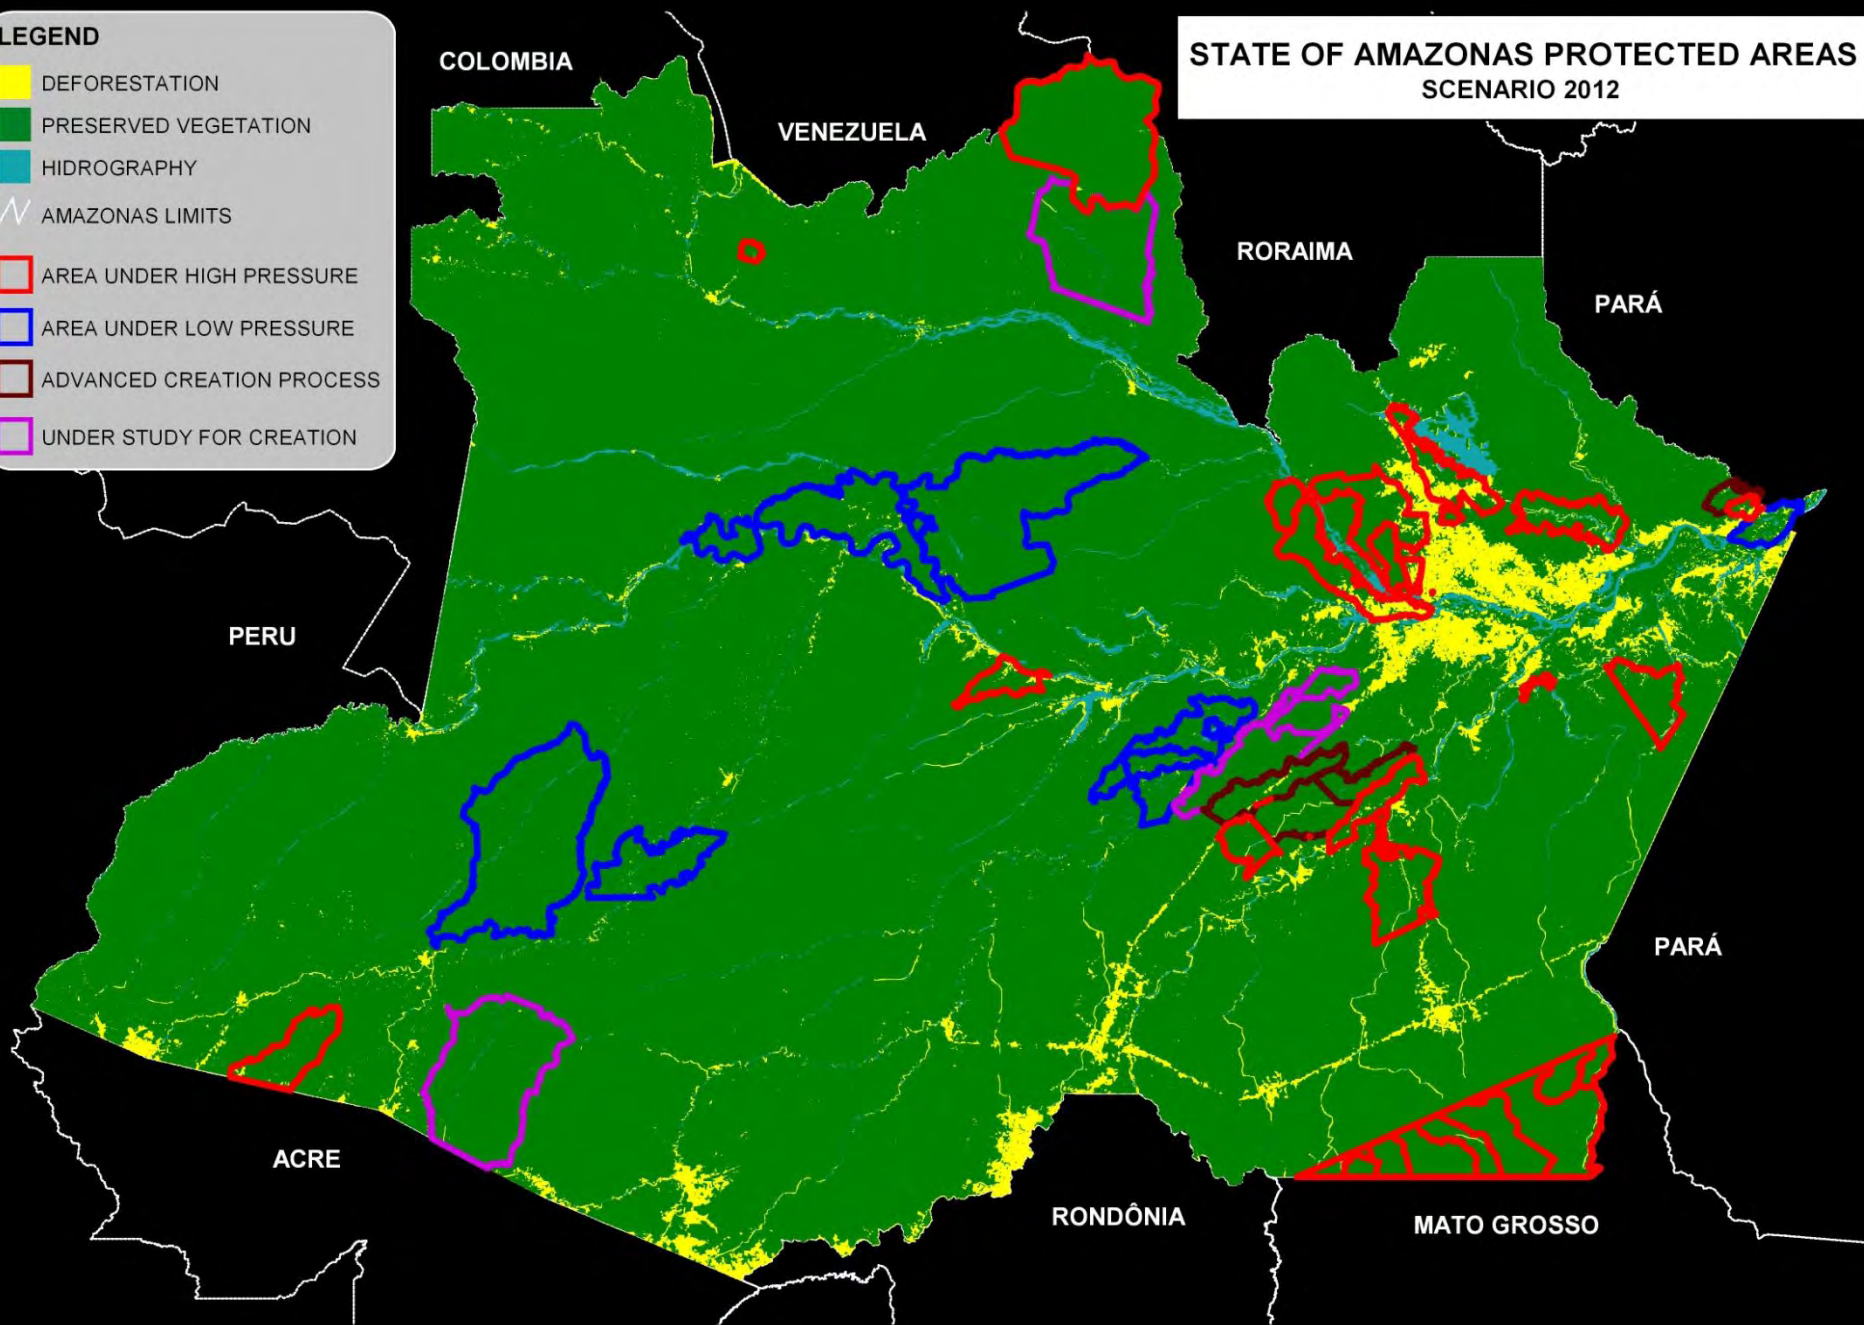 LEGEND
DEFORESTATION
PRESERVED VEGETATION
HIDROGRAPHY
AMAZONAS LIMITS
AREA UNDER HIGH PRESSURE
AREA UNDER LOW PRESSURE
ADVANCED CREATION PROCESS
UNDER STUDY FOR CREATION
STATE OF AMAZONAS PROTECTED AREAS
SCENARIO 2012
COLOMBIA
VENEZUELA
RORAIMA
PARÁ
PERU
PARÁ
ACRE
RONDÔNIA
MATO GROSSO